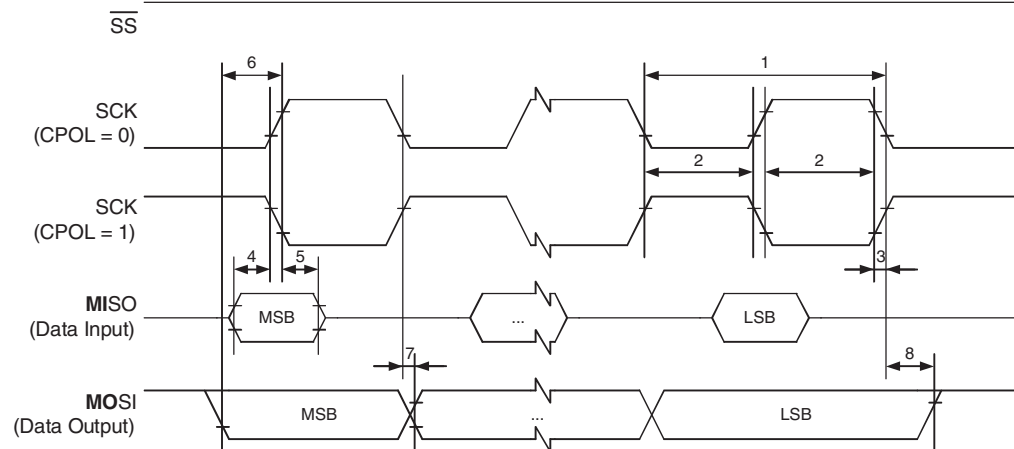 SS
6
1
SCK
(CPOL = 0)
2
2
SCK
(CPOL = 1)
4
5
3
MISO
(Data Input)
MSB
...
LSB
7
8
MOSI
(Data Output)
MSB
...
LSB